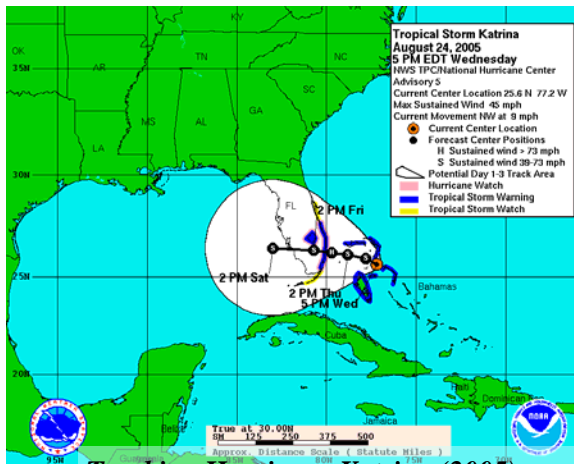 Tropical Storm Katrina
August 24, 2005
5 PM EDT Wednesday
NWS TPC/National Hurricane Center
Advisory 5
Current Center Location 25.6 N 77.2 W
Max Sustained Wind 45 mph
Current Movement NW at 9 mph
Current Center Location
Forecast Center Positions
H Sustained wind > 73 mph
S Sustained wind 39-73 mph
Potential Day 1-3 Track Area
Hurricane Watch
Tropical Storm Warning
Tropical Storm Watch
OK
KY
TN
NC
AR
SC
MS
AL
GA
LA
FL
35N
30N
25N
20N
2 PM Fri
S
S
H
S
S
2 PM Sat
2 PM Thu
5 PM Wed
Bahamas
Cuba
Haiti
Dominican
Jamaica
Belize
Guatemala
95N
80N
NOAA
True at 30.00N
SM 125 250 375 500
Approx. Distance Scale ( Statute Miles )